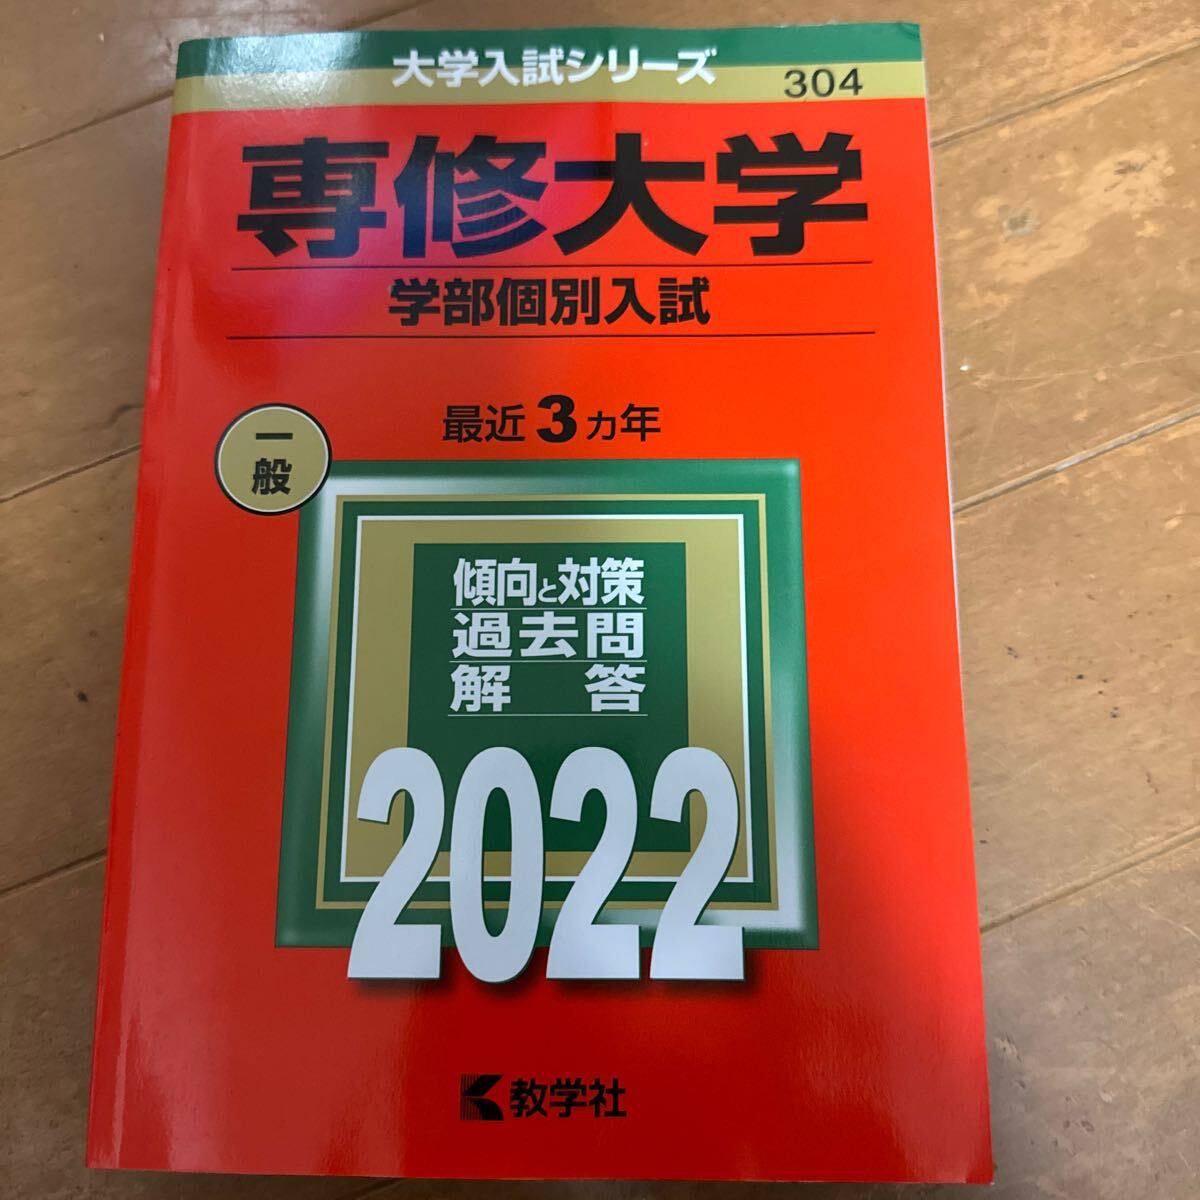 大学入試シリーズ
304
専修大学
学部個別入試
最近3カ年
一般
傾向と対策
過去問
解答
2022
教学社